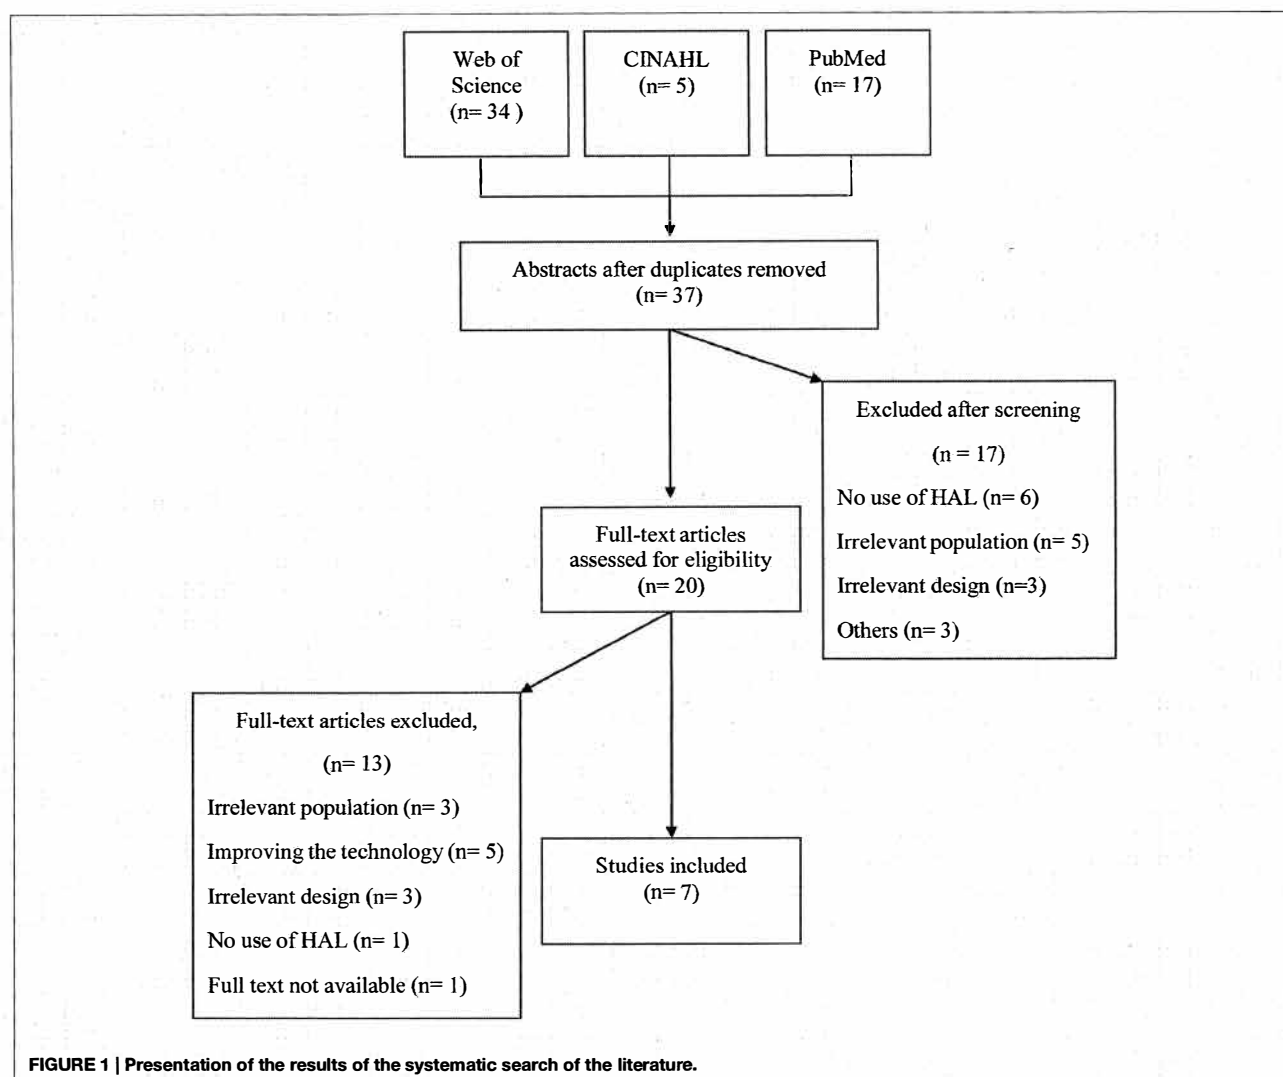 Web of
Science
(n= 34 )
CINAHL
(n= 5)
PubMed
(n= 17)
Abstracts after duplicates removed
(n= 37)
Excluded after screening
(n = 17)
No use of HAL (n= 6)
Irrelevant population (n= 5)
Irrelevant design (n=3)
Others (n= 3)
Full-text articles
assessed for eligibility
(n= 20)
Full-text articles excluded,
(n= 13)
Irrelevant population (n= 3)
Improving the technology (n= 5)
Irrelevant design (n= 3)
No use of HAL (n= 1)
Full text not available (n= 1)
Studies included
(n= 7)
FIGURE 1 | Presentation of the results of the systematic search of the literature.